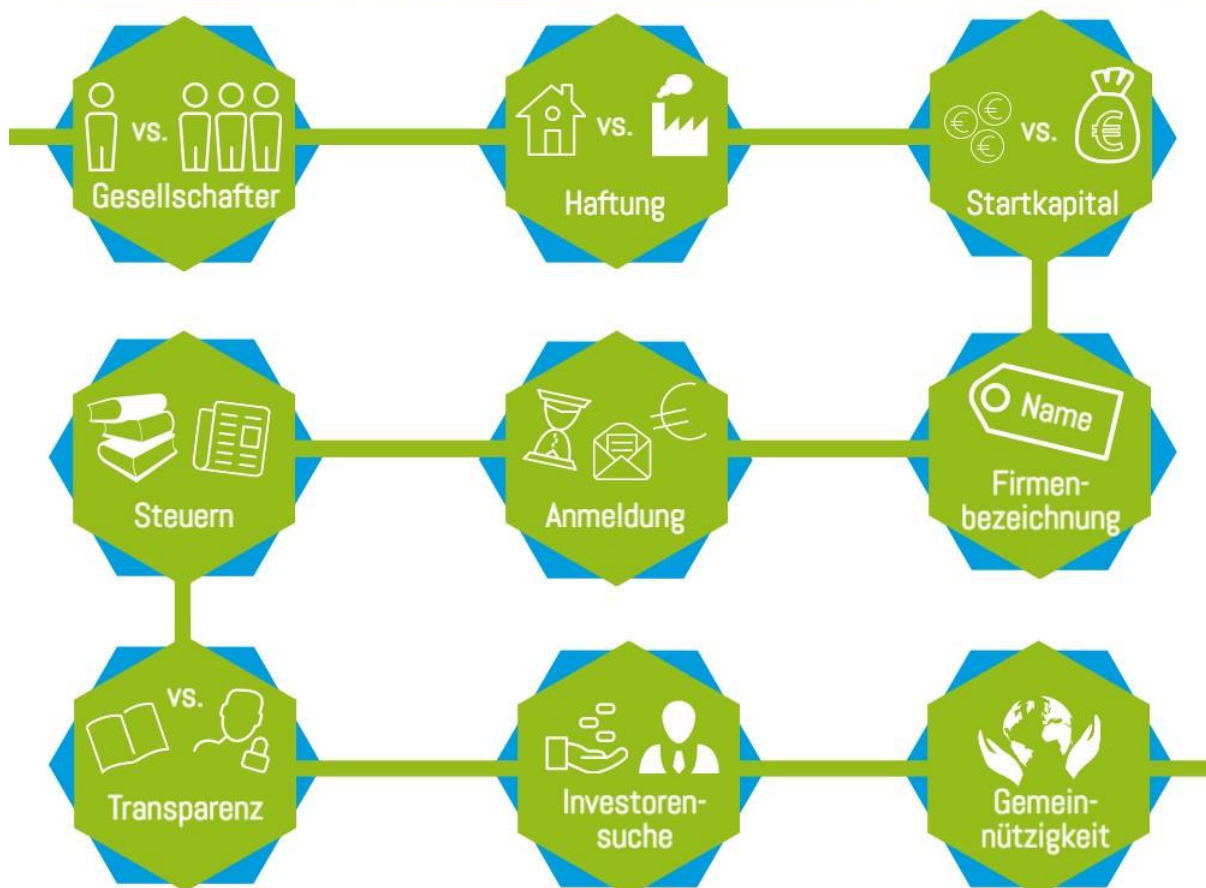 vs.
Gesellschafter
vs.
Haftung
€ € € vs. €
Startkapital
Name
Firmen-
bezeichnung
€
Anmeldung
Steuern
vs.
Transparenz
Investoren-
suche
Gemein-
nützigkeit